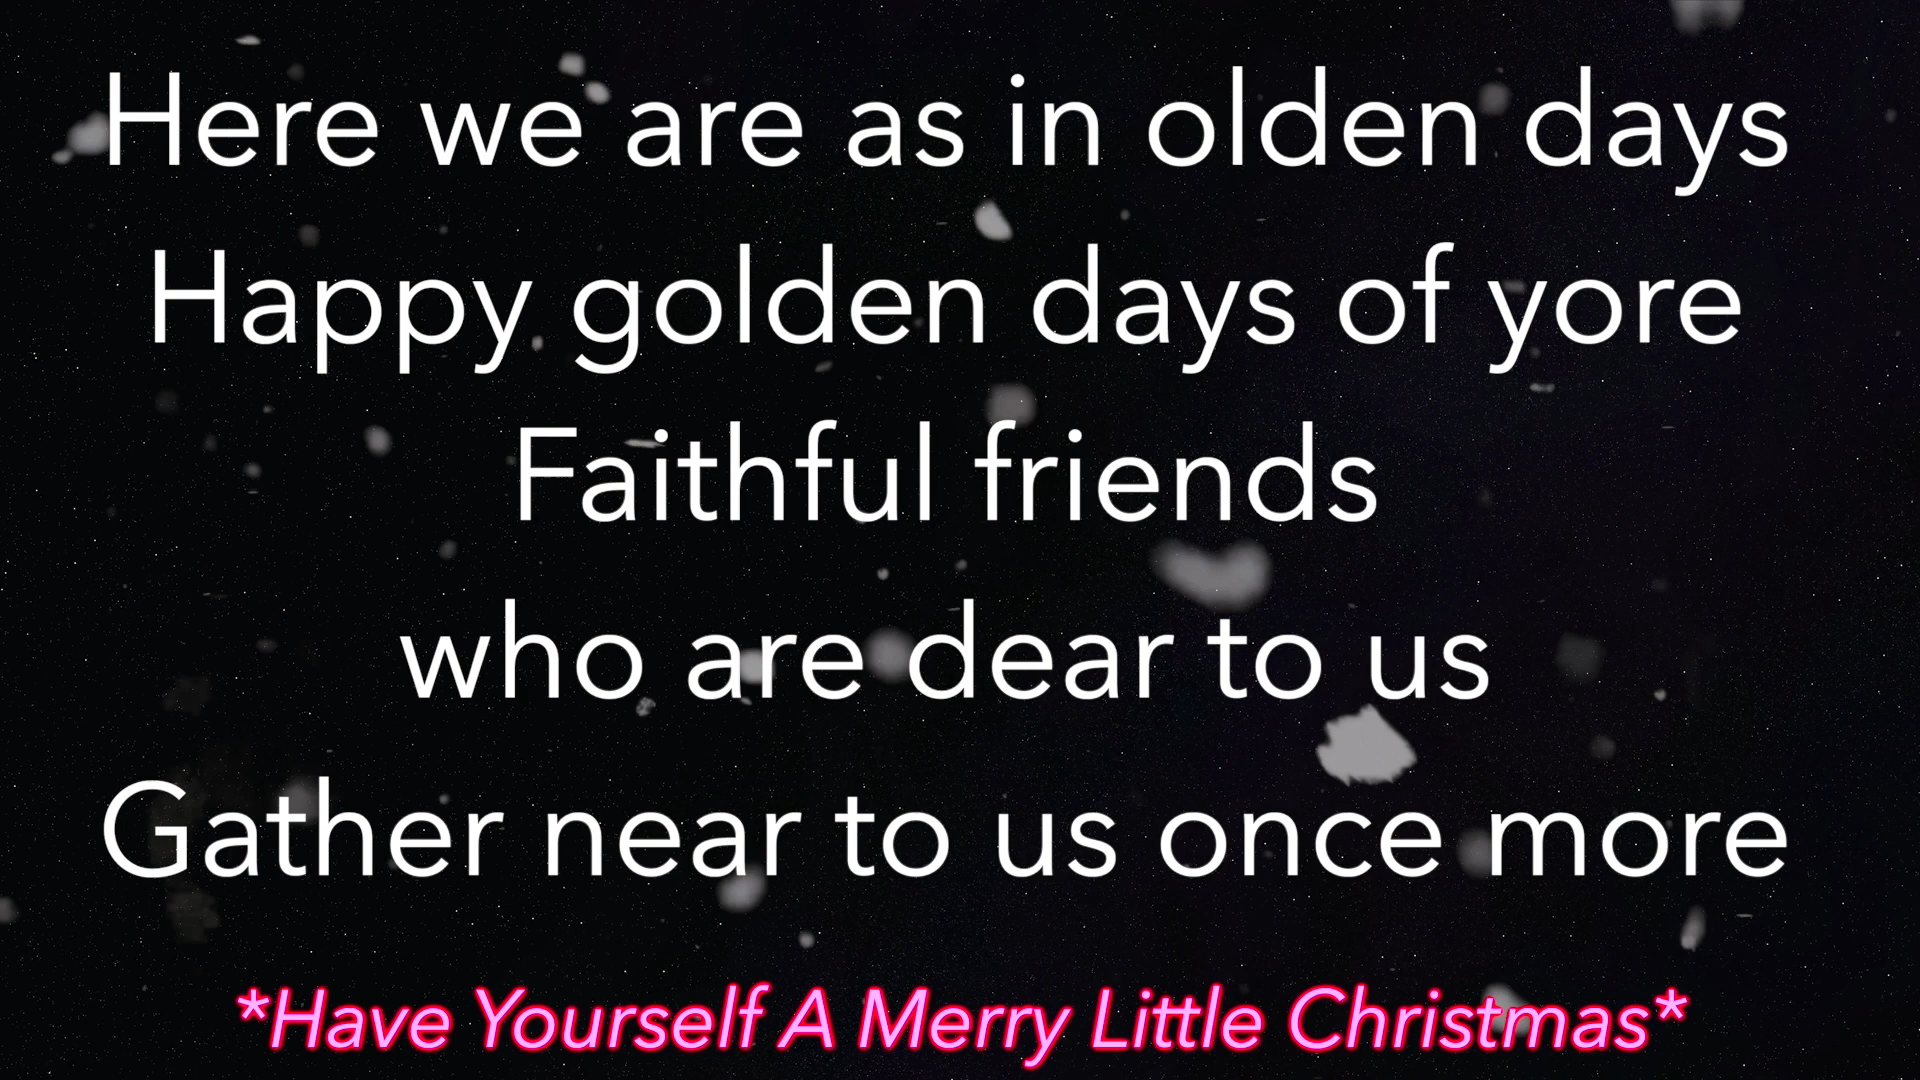 Here we are as in olden days
Happy golden days of yore
Faithful friends
who are dear to us
Gather near to us once more
*Have Yourself A Merry Little Christmas*